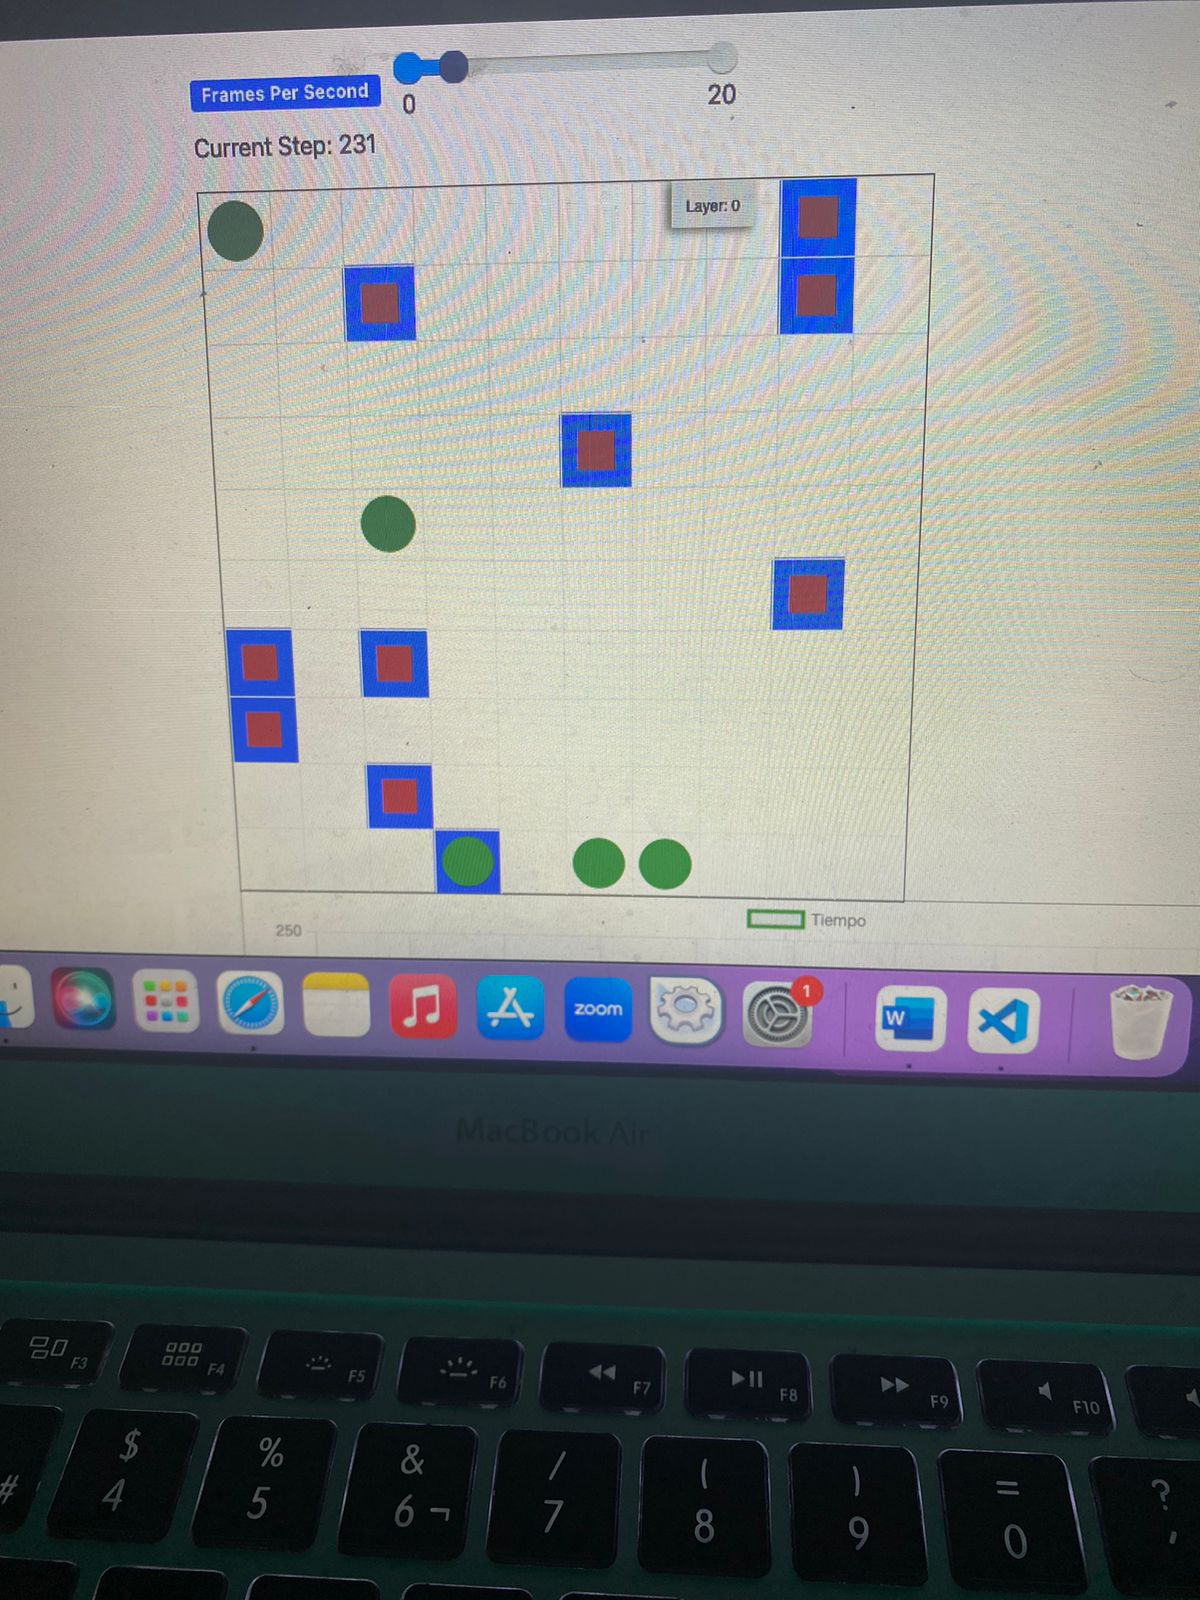 Frames Per Second
0
20
Current Step: 231
Layer: 0
250
Tiempo
zoom
1
W
MacBook Air
F3
F4
F5
F6
F7
F8
F9
F10
#
$
4
%
5
&
6 ¬
/
7
(
8
)
9
=
0
?
'